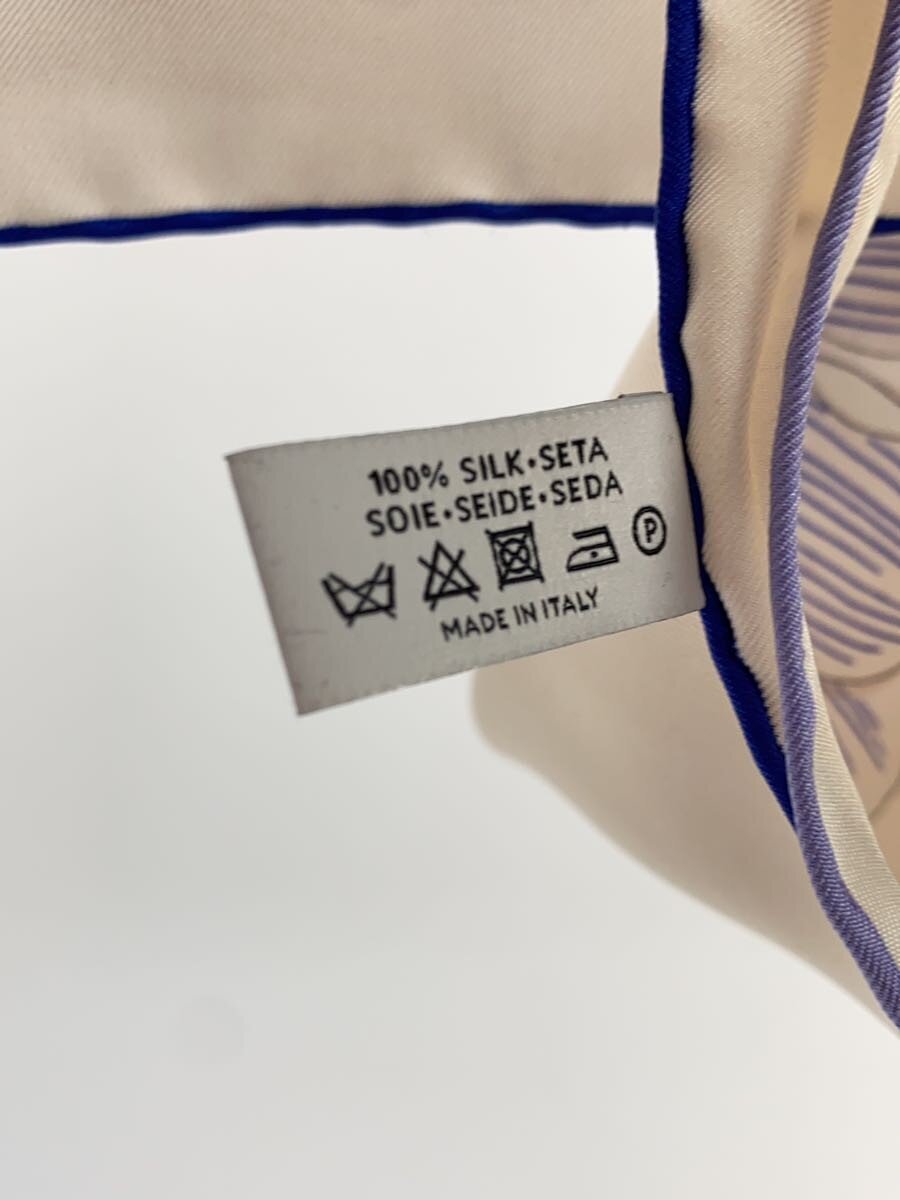 100% SILK•SETA
SOIE•SEIDE•SEDA
P
MADE IN ITALY